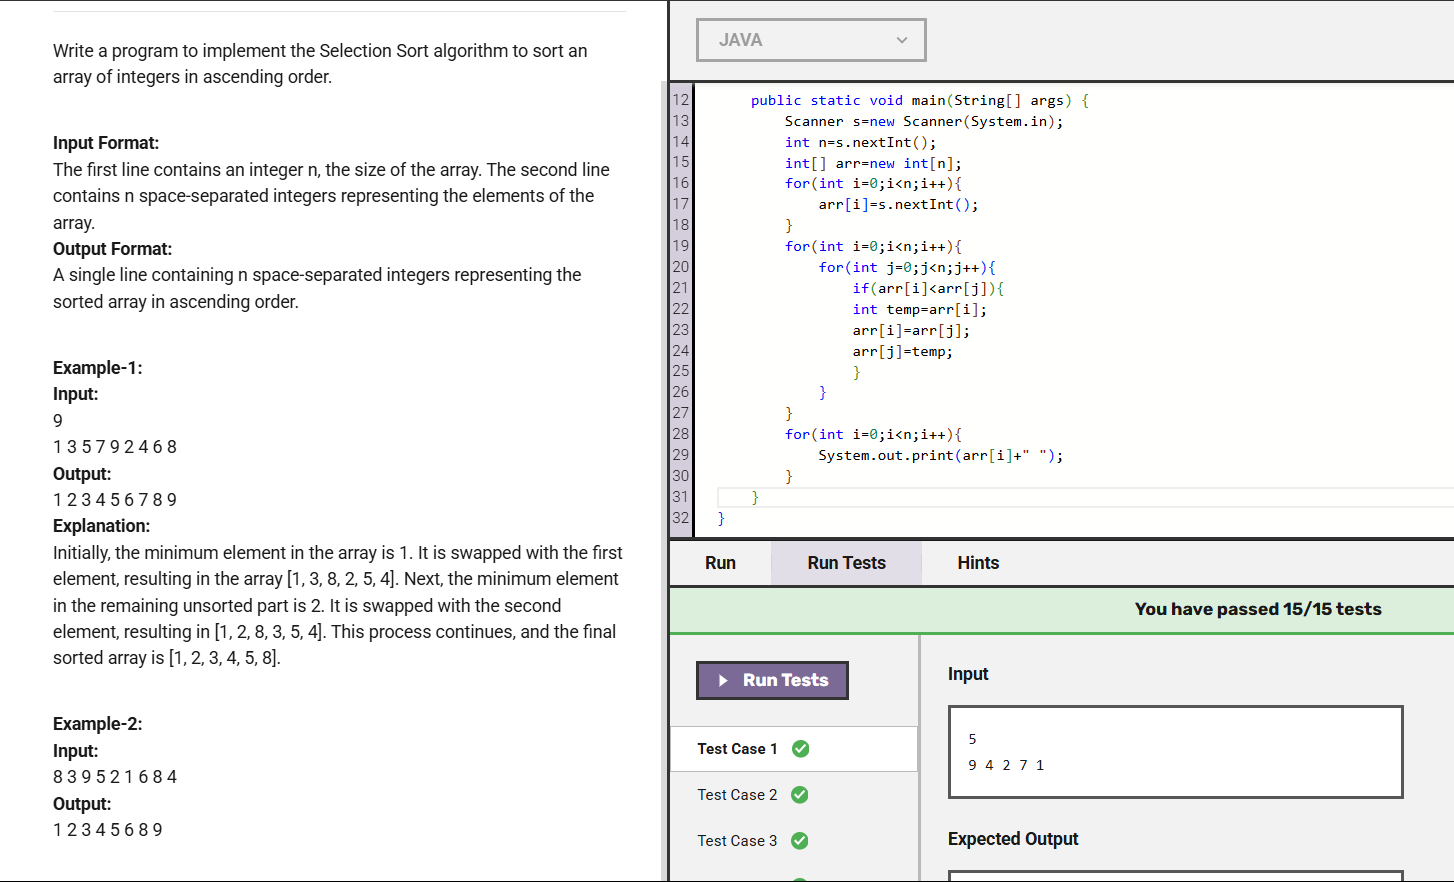 Write a program to implement the Selection Sort algorithm to sort an
array of integers in ascending order.
Input Format:
The first line contains an integer n, the size of the array. The second line
contains n space-separated integers representing the elements of the
array.
Output Format:
A single line containing n space-separated integers representing the
sorted array in ascending order.
Example-1:
Input:
9
1 3 5 7 9 2 4 6 8
Output:
1 2 3 4 5 6 7 8 9
Explanation:
Initially, the minimum element in the array is 1. It is swapped with the first
element, resulting in the array [1, 3, 8, 2, 5, 4]. Next, the minimum element
in the remaining unsorted part is 2. It is swapped with the second
element, resulting in [1, 2, 8, 3, 5, 4]. This process continues, and the final
sorted array is [1, 2, 3, 4, 5, 8].
Example-2:
Input:
8 3 9 5 2 1 6 8 4
Output:
1 2 3 4 5 6 8 9
JAVA
12 public static void main(String[] args) {
13 Scanner s=new Scanner(System.in);
14 int n=s.nextInt();
15 int[] arr=new int[n];
16 for(int i=0;i<n;i++){
17 arr[i]=s.nextInt();
18 }
19 for(int i=0;i<n;i++){
20 for(int j=0;j<n;j++){
21 if(arr[i]<arr[j]){
22 int temp=arr[i];
23 arr[i]=arr[j];
24 arr[j]=temp;
25 }
26 }
27 }
28 for(int i=0;i<n;i++){
29 System.out.print(arr[i]+" ");
30 }
31 }
32 }
Run Run Tests Hints
You have passed 15/15 tests
Run Tests
Test Case 1
Test Case 2
Test Case 3
Input
5
9 4 2 7 1
Expected Output